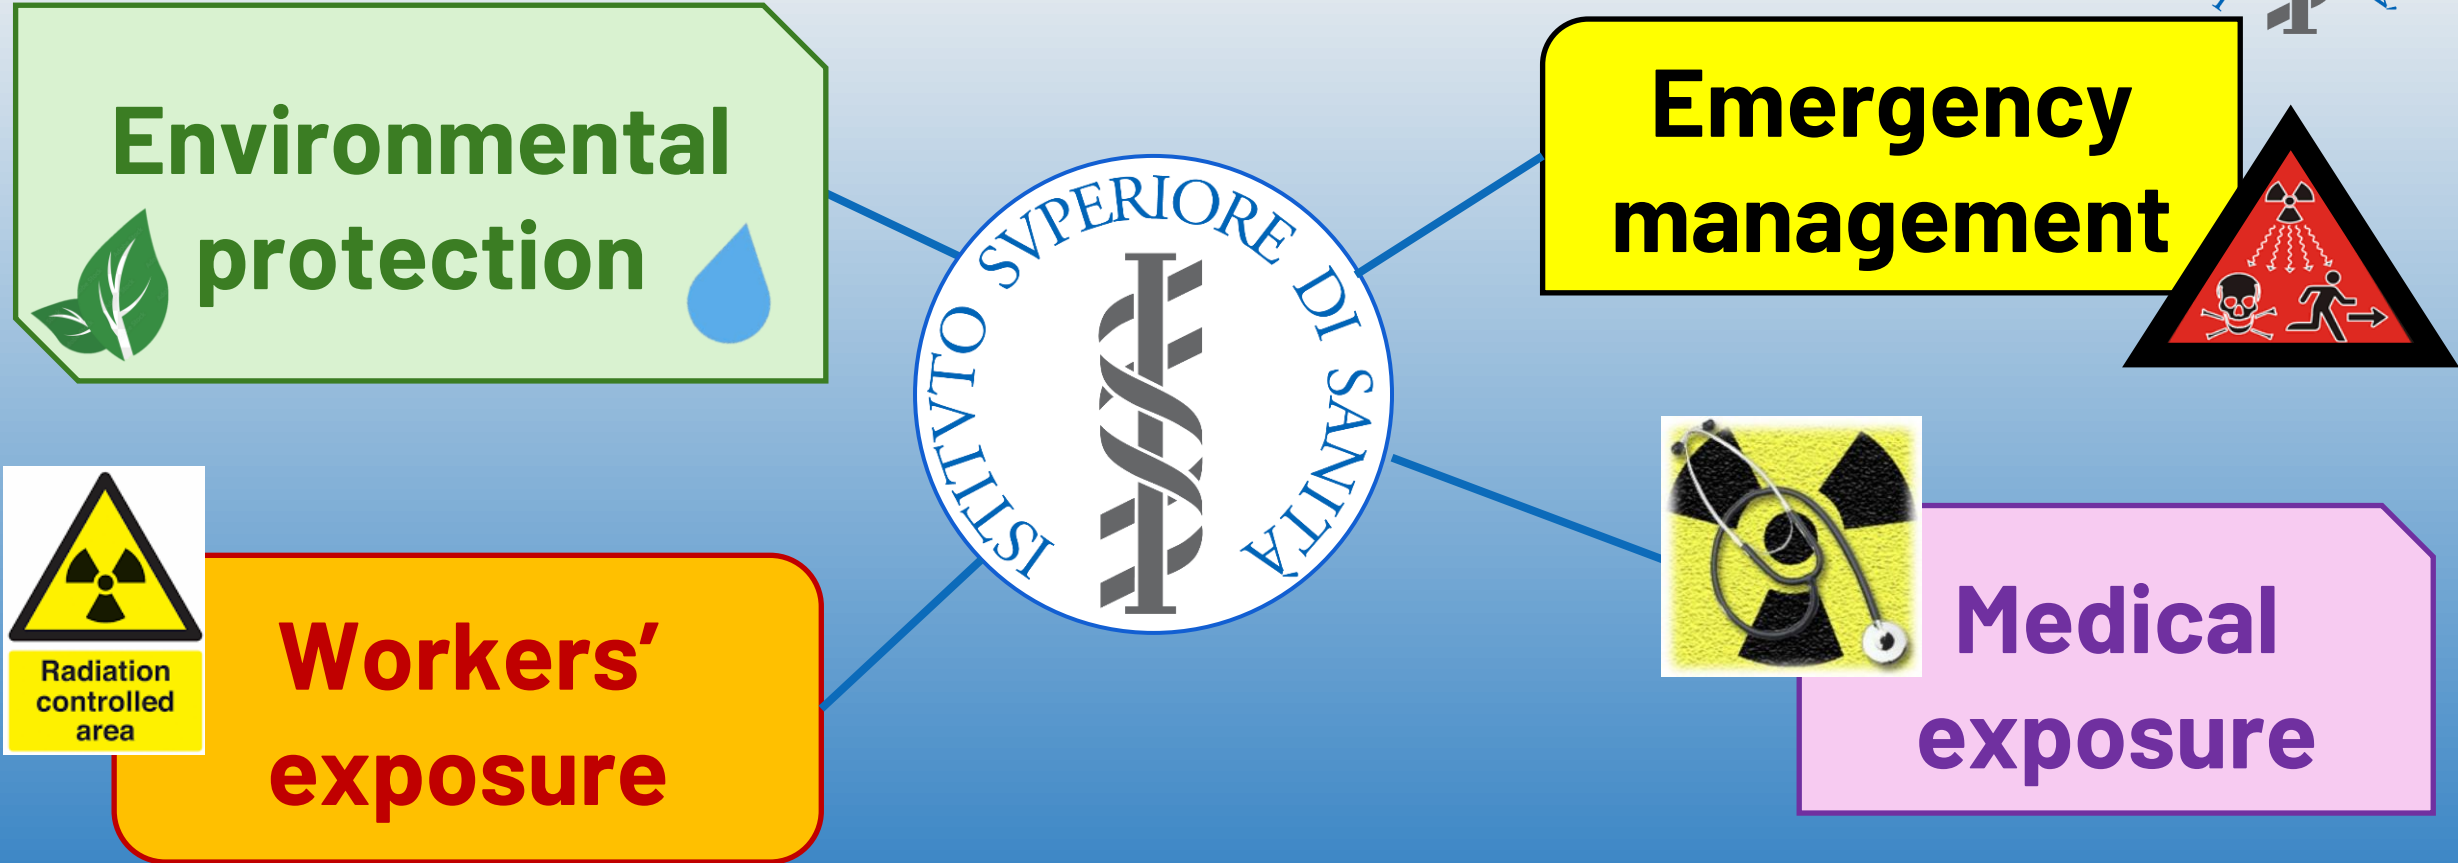 Environmental
protection
Emergency
management
ISTITVTO SVPERIORE DI SANITÀ
Radiation
controlled
area
Workers’
exposure
Medical
exposure